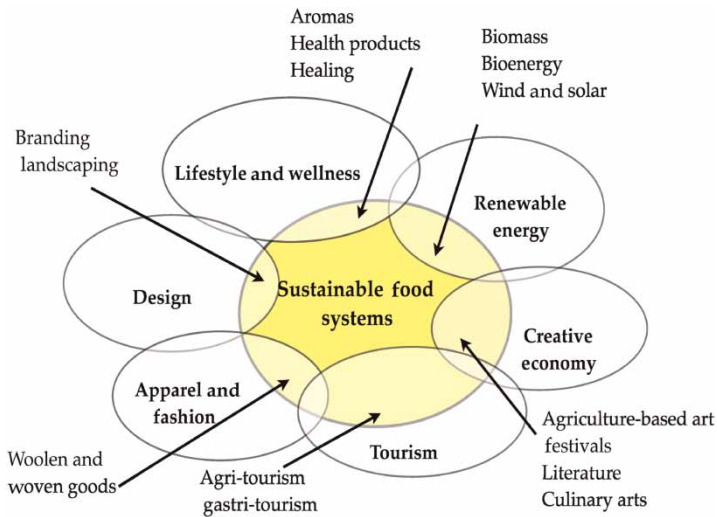 Aromas
Health products
Healing
Biomass
Bioenergy
Wind and solar
Branding
landscaping
Lifestyle and wellness
Renewable
energy
Design
Sustainable food
systems
Creative
economy
Apparel and
fashion
Tourism
Woolen and
woven goods
Agri-tourism
gastri-tourism
Agriculture-based art
festivals
Literature
Culinary arts